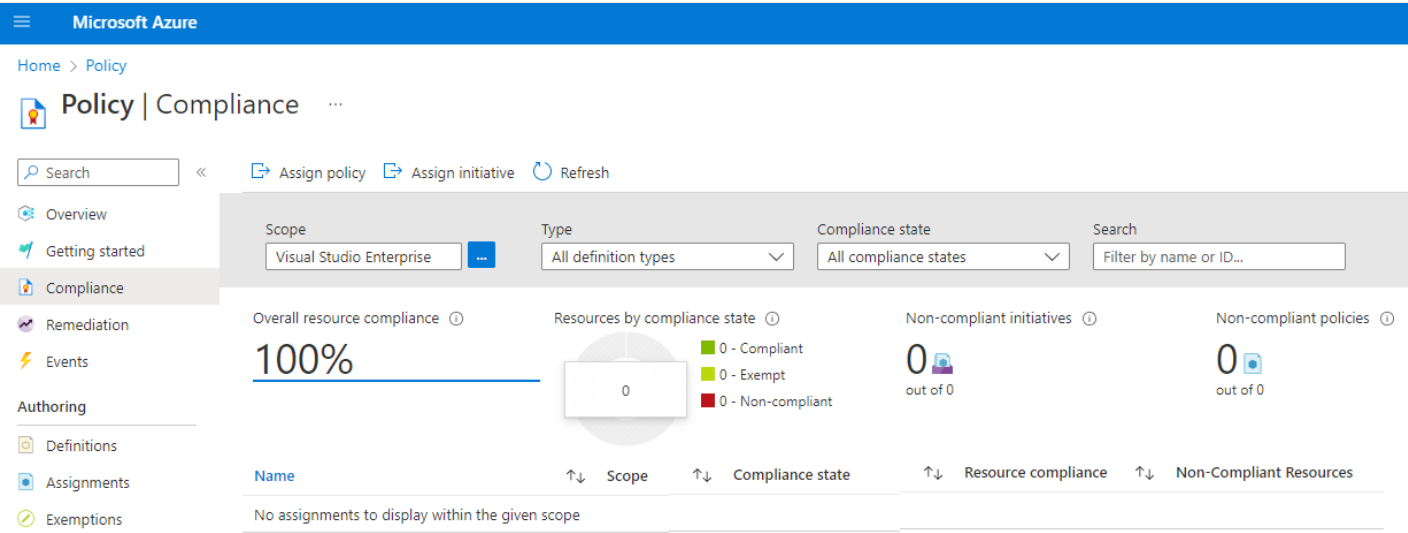 Microsoft Azure
Home > Policy
Policy | Compliance ...
Search «
Assign policy Assign initiative Refresh
Overview
Getting started
Compliance
Remediation
Events
Authoring
Definitions
Assignments
Exemptions
Scope Type Compliance state Search
Visual Studio Enterprise ... All definition types All compliance states Filter by name or ID...
Overall resource compliance Resources by compliance state Non-compliant initiatives Non-compliant policies
100%
0
0 - Compliant
0 - Exempt
0 - Non-compliant
0
out of 0
0
out of 0
Name ↑↓ Scope ↑↓ Compliance state ↑↓ Resource compliance ↑↓ Non-Compliant Resources
No assignments to display within the given scope